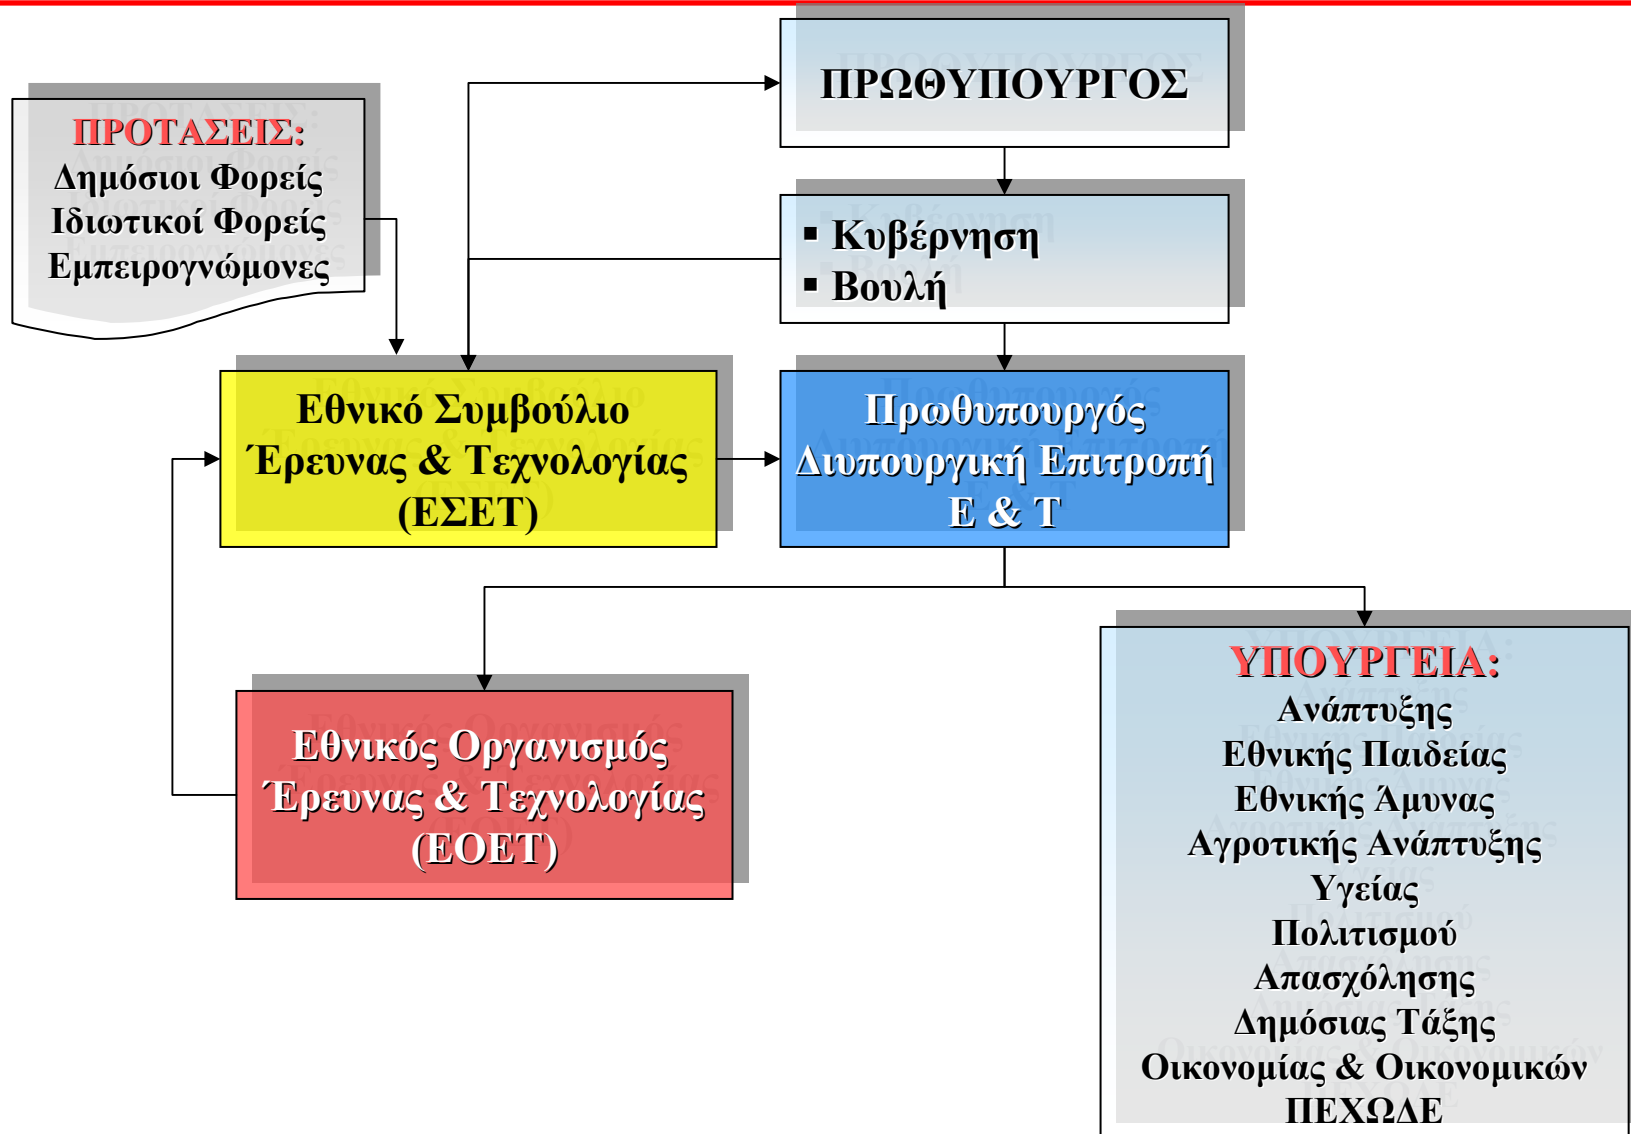 ΠΡΩΘΥΠΟΥΡΓΟΣ
ΠΡΟΤΑΣΕΙΣ:
Δημόσιοι Φορείς
Ιδιωτικοί Φορείς
Εμπειρογνώμονες
▪ Κυβέρνηση
▪ Βουλή
Εθνικό Συμβούλιο
Έρευνας & Τεχνολογίας
(ΕΣΕΤ)
Πρωθυπουργός
Διυπουργική Επιτροπή
Ε & Τ
Εθνικός Οργανισμός
Έρευνας & Τεχνολογίας
(ΕΟΕΤ)
ΥΠΟΥΡΓΕΙΑ:
Ανάπτυξης
Εθνικής Παιδείας
Εθνικής Άμυνας
Αγροτικής Ανάπτυξης
Υγείας
Πολιτισμού
Απασχόλησης
Δημόσιας Τάξης
Οικονομίας & Οικονομικών
ΠΕΧΩΔΕ